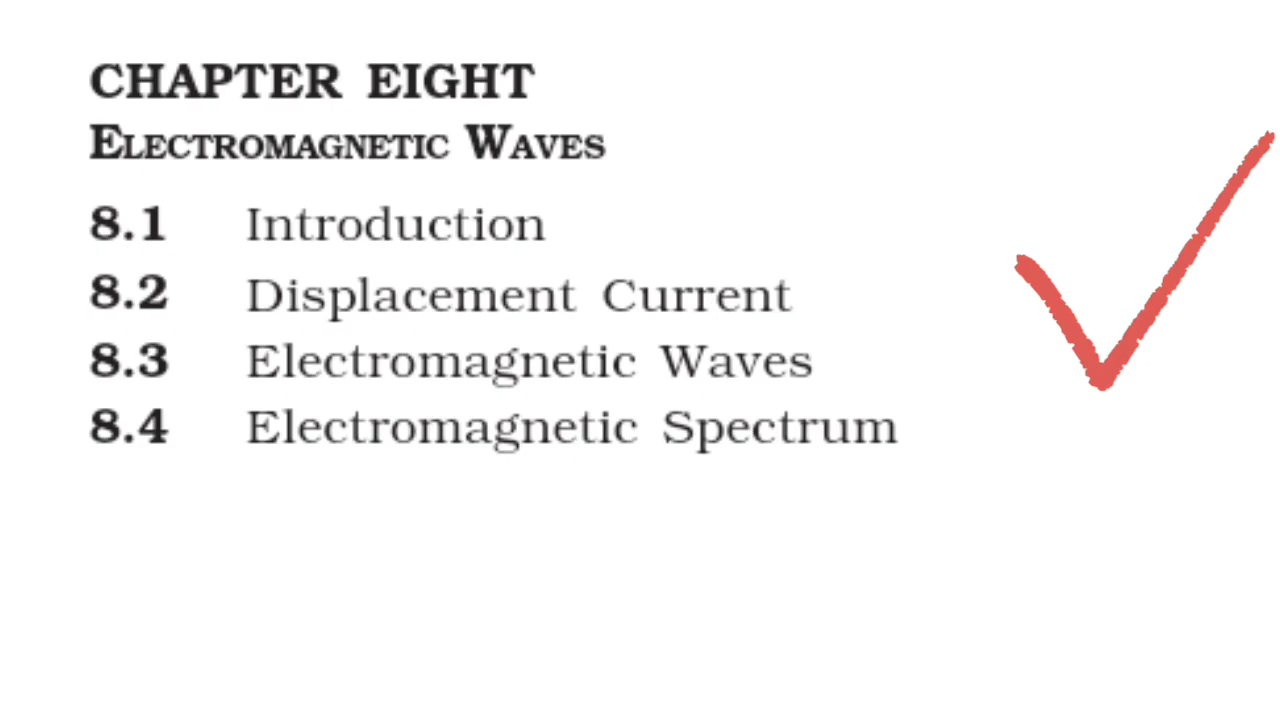 CHAPTER EIGHT
ELECTROMAGNETIC WAVES
8.1 Introduction
8.2 Displacement Current
8.3 Electromagnetic Waves
8.4 Electromagnetic Spectrum